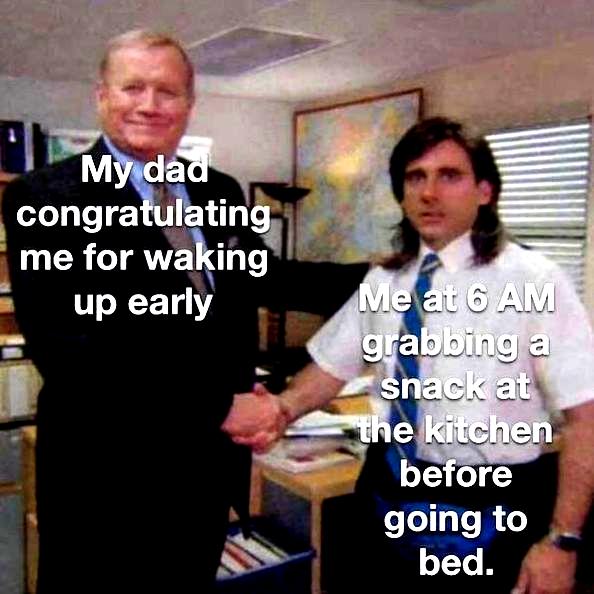 My dad
congratulating
me for waking
up early
Me at 6 AM
grabbing a
snack at
the kitchen
before
going to
bed.